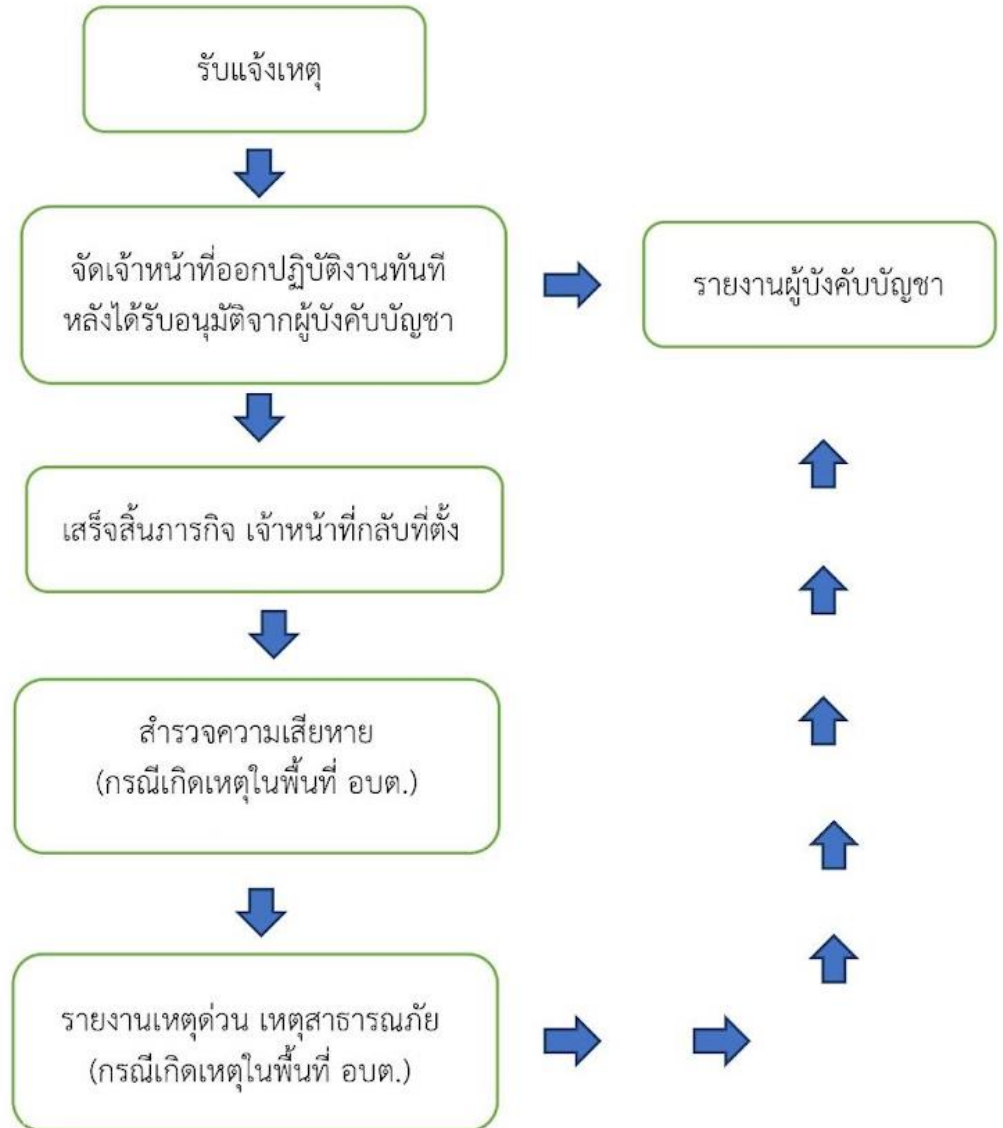 รับแจ้งเหตุ
จัดเจ้าหน้าที่ออกปฏิบัติงานทันที
หลังได้รับอนุมัติจากผู้บังคับบัญชา
รายงานผู้บังคับบัญชา
เสร็จสิ้นภารกิจ เจ้าหน้าที่กลับที่ตั้ง
สำรวจความเสียหาย
(กรณีเกิดเหตุในพื้นที่ อบต.)
รายงานเหตุด่วน เหตุสาธารณภัย
(กรณีเกิดเหตุในพื้นที่ อบต.)